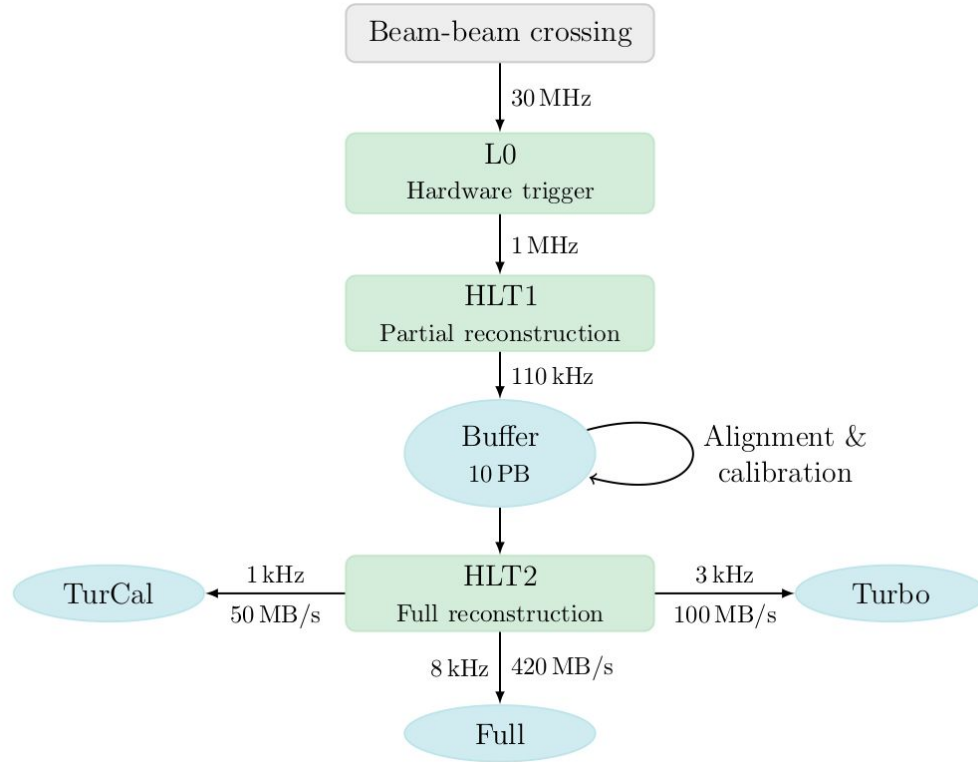 Beam-beam crossing
30 MHz
L0
Hardware trigger
1 MHz
HLT1
Partial reconstruction
110 kHz
Buffer
10 PB
Alignment &
calibration
TurCal
1 kHz
50 MB/s
HLT2
Full reconstruction
3 kHz
100 MB/s
Turbo
8 kHz
420 MB/s
Full